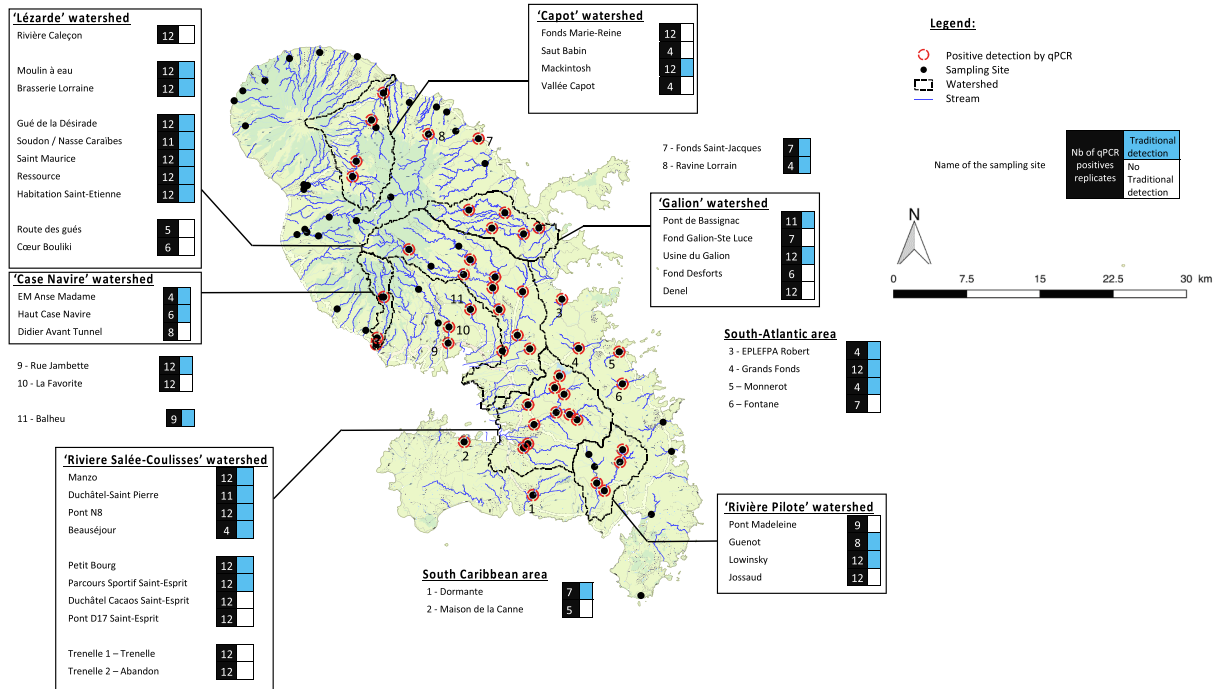 'Lézarde' watershed
Rivière Caleçon 12
Moulin à eau 12
Brasserie Lorraine 12
Gué de la Désirade 12
Soudon / Nasse Caraïbes 11
Saint Maurice 12
Ressource 12
Habitation Saint-Etienne 12
Route des gués 5
Cœur Bouliki 6
'Case Navire' watershed
EM Anse Madame 4
Haut Case Navire 6
Didier Avant Tunnel 8
9 - Rue Jambette 12
10 - La Favorite 12
11 - Balheu 9
'Riviere Salée-Coulisses' watershed
Manzo 12
Duchâtel-Saint Pierre 11
Pont N8 12
Beauséjour 4
Petit Bourg 12
Parcours Sportif Saint-Esprit 12
Duchâtel Cacaos Saint-Esprit 12
Pont D17 Saint-Esprit 12
Trenelle 1 – Trenelle 12
Trenelle 2 – Abandon 12
'Capot' watershed
Fonds Marie-Reine 12
Saut Babin 4
Mackintosh 12
Vallée Capot 4
8
7
11
10
9
3
4
5
6
2
1
South Caribbean area
1 - Dormante 7
2 - Maison de la Canne 5
7 - Fonds Saint-Jacques 7
8 - Ravine Lorrain 4
'Galion' watershed
Pont de Bassignac 11
Fond Galion-Ste Luce 7
Usine du Galion 12
Fond Desforts 6
Denel 12
South-Atlantic area
3 - EPLEFPA Robert 4
4 - Grands Fonds 12
5 – Monnerot 4
6 – Fontane 7
'Rivière Pilote' watershed
Pont Madeleine 9
Guenot 8
Lowinsky 12
Jossaud 12
Legend:
Positive detection by qPCR
Sampling Site
Watershed
Stream
Name of the sampling site
Nb of qPCR
positives
replicates
Traditional
detection
No
Traditional
detection
N
0 7.5 15 22.5 30 km